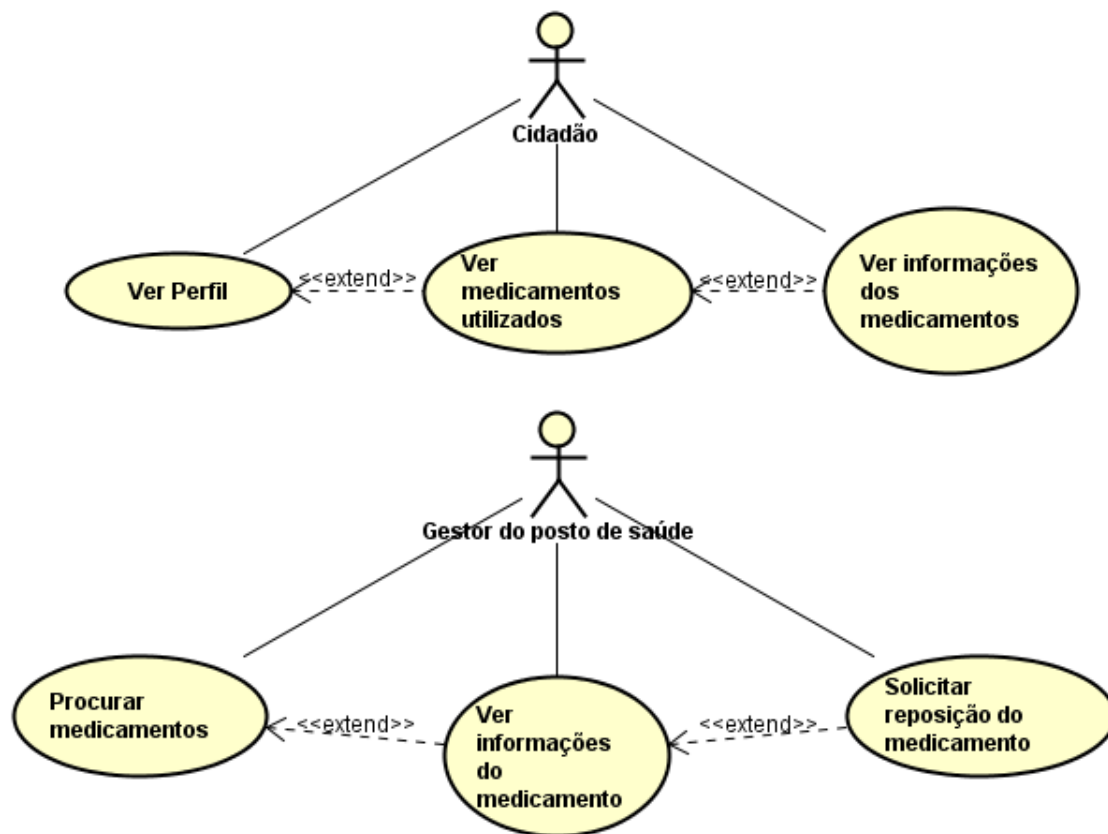 Cidadão
Ver Perfil
<<extend>>
Ver
medicamentos
utilizados
<<extend>>
Ver informações
dos
medicamentos
Gestor do posto de saúde
Procurar
medicamentos
<<extend>>
Ver
informações
do
medicamento
<<extend>>
Solicitar
reposição do
medicamento